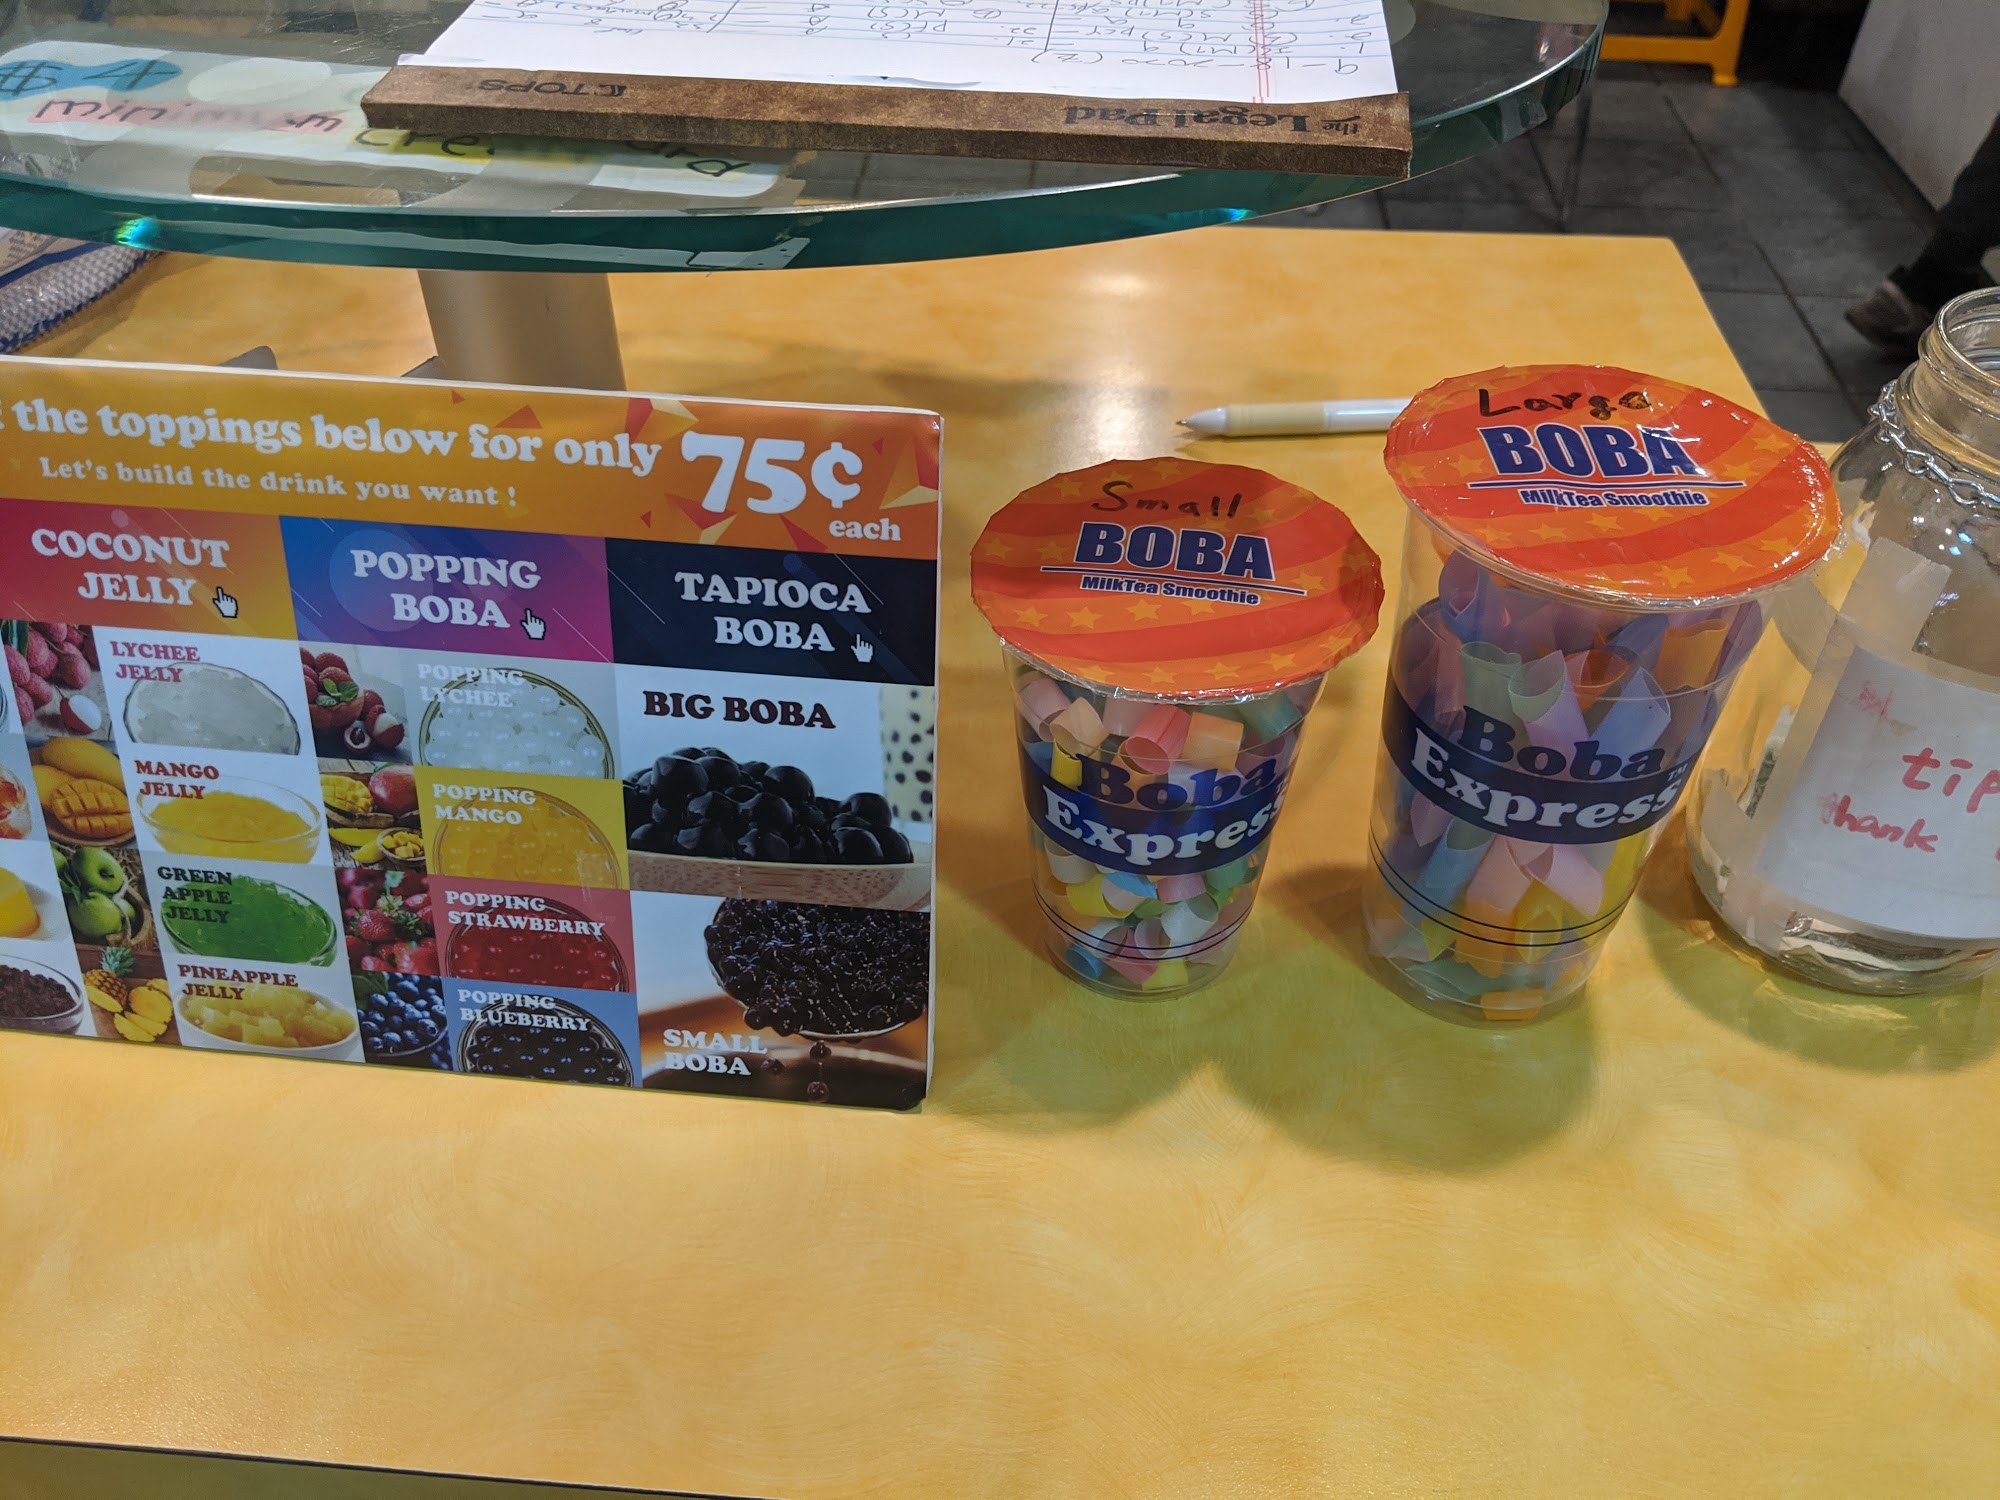 $4
minimum
the Legal Pad
TOPS
the toppings below for only 75¢
each
Let's build the drink you want !
COCONUT
JELLY
POPPING
BOBA
TAPIOCA
BOBA
LYCHEE
JELLY
MANGO
JELLY
GREEN
APPLE
JELLY
PINEAPPLE
JELLY
POPPING
LYCHEE
POPPING
MANGO
POPPING
STRAWBERRY
POPPING
BLUEBERRY
BIG BOBA
SMALL
BOBA
Small
BOBA
MilkTea Smoothie
Boba
Express
Large
BOBA
MilkTea Smoothie
Boba
Express™
tip
thank